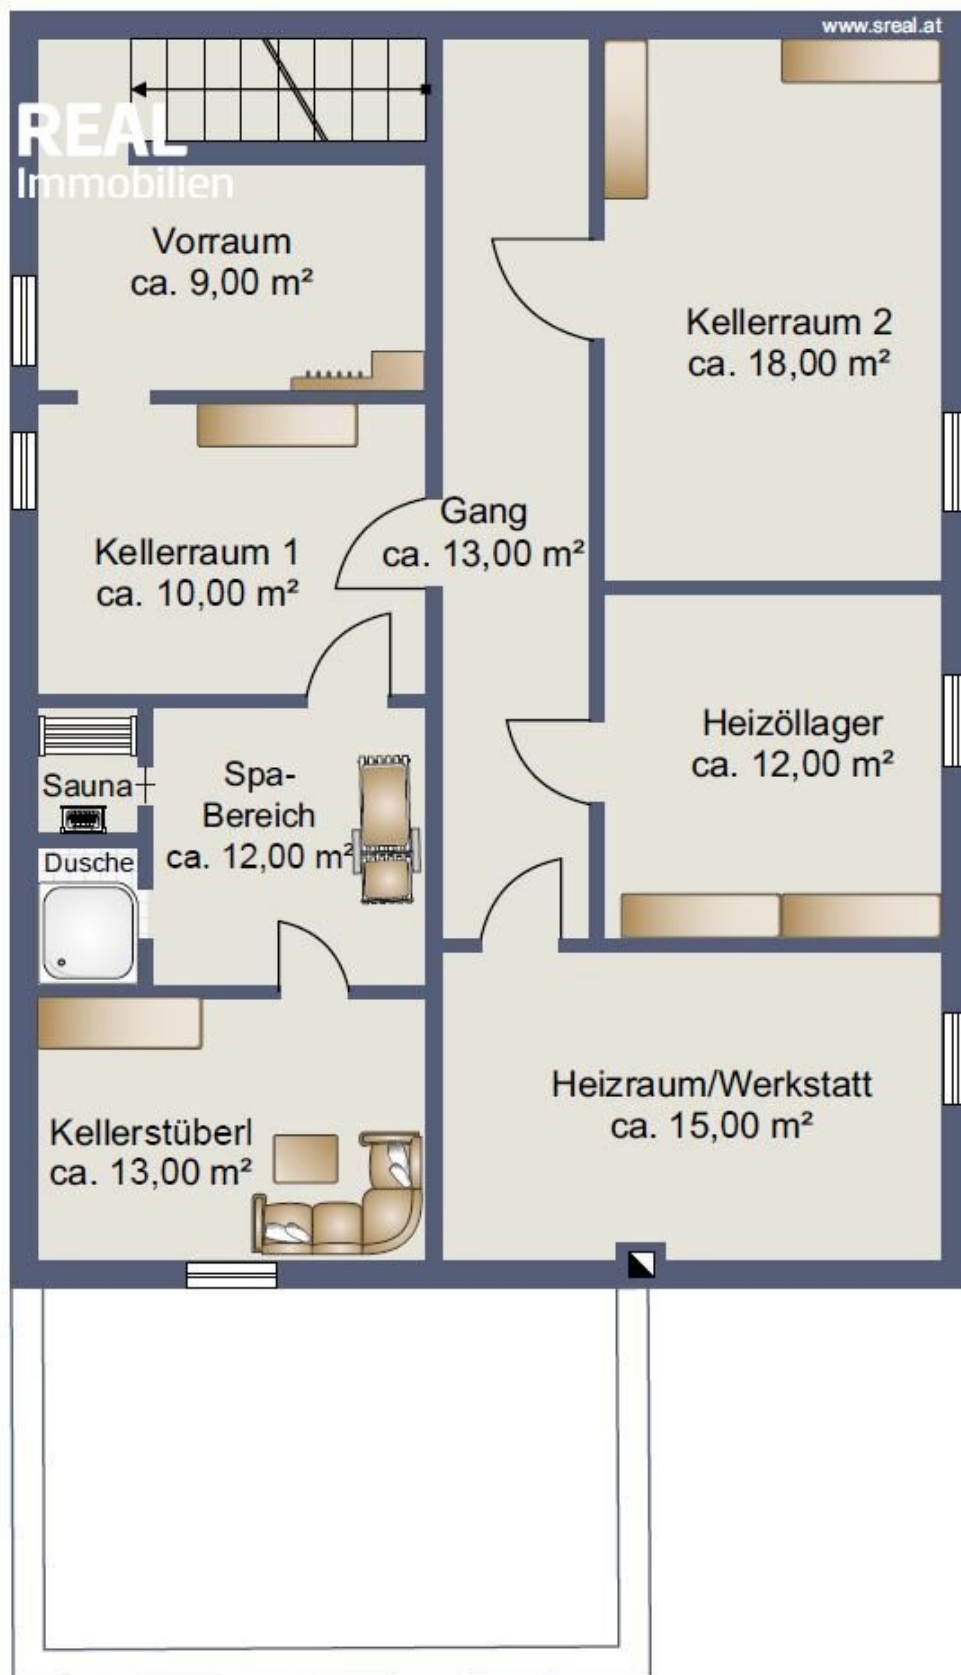 www.sreal.at
REAL
Immobilien
Vorraum
ca. 9,00 m²
Kellerraum 2
ca. 18,00 m²
Gang
ca. 13,00 m²
Kellerraum 1
ca. 10,00 m²
Heizöllager
ca. 12,00 m²
Sauna
Spa-
Bereich
ca. 12,00 m²
Dusche
Heizraum/Werkstatt
ca. 15,00 m²
Kellerstüberl
ca. 13,00 m²